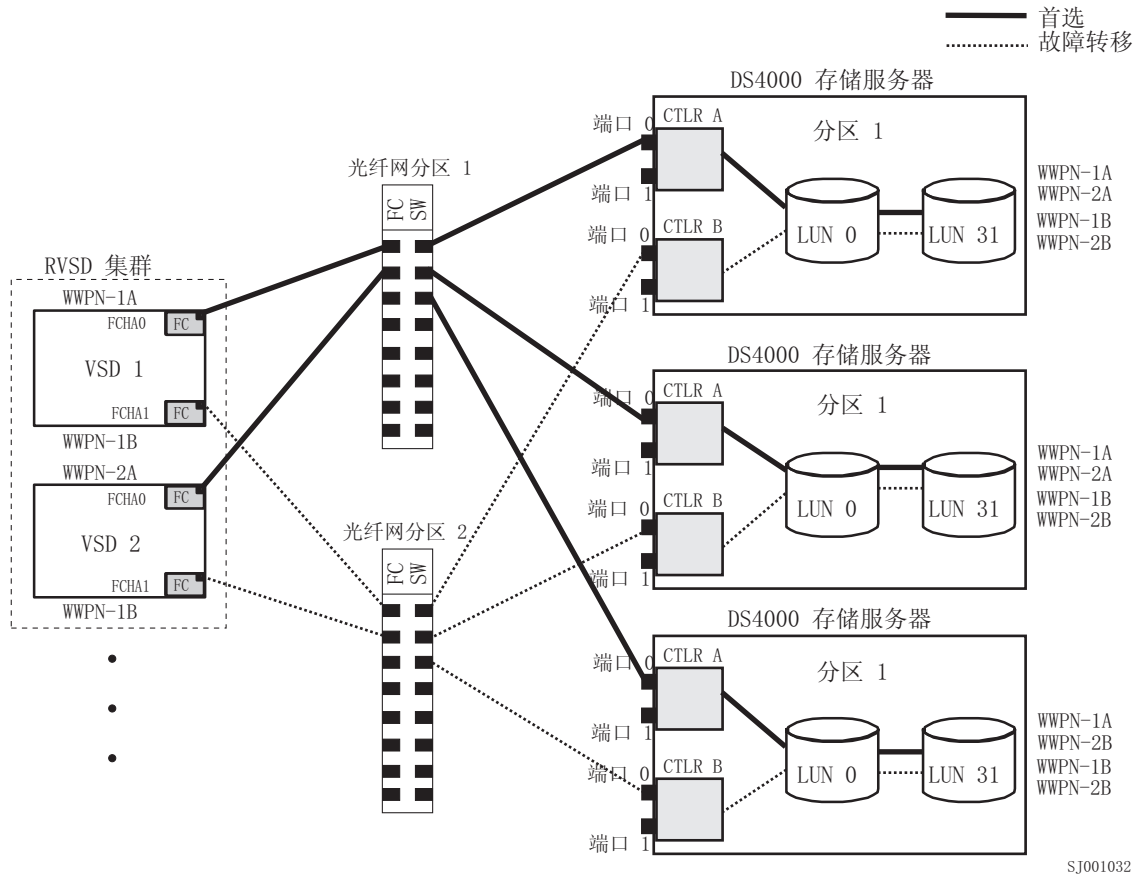 首选
故障转移
DS4000 存储服务器
端口 0
CTLR A
分区 1
端口 1
端口 0
CTLR B
端口 1
LUN 0
LUN 31
WWPN-1A
WWPN-2A
WWPN-1B
WWPN-2B
光纤网分区 1
FC
SW
RVSD 集群
WWPN-1A
FCHA0
FC
VSD 1
FCHA1
FC
WWPN-1B
WWPN-2A
FCHA0
FC
VSD 2
FCHA1
FC
WWPN-1B
DS4000 存储服务器
端口 0
CTLR A
分区 1
端口 1
端口 0
CTLR B
端口 1
LUN 0
LUN 31
WWPN-1A
WWPN-2A
WWPN-1B
WWPN-2B
光纤网分区 2
FC
SW
DS4000 存储服务器
端口 0
CTLR A
分区 1
端口 1
端口 0
CTLR B
端口 1
LUN 0
LUN 31
WWPN-1A
WWPN-2B
WWPN-1B
WWPN-2B
SJ001032